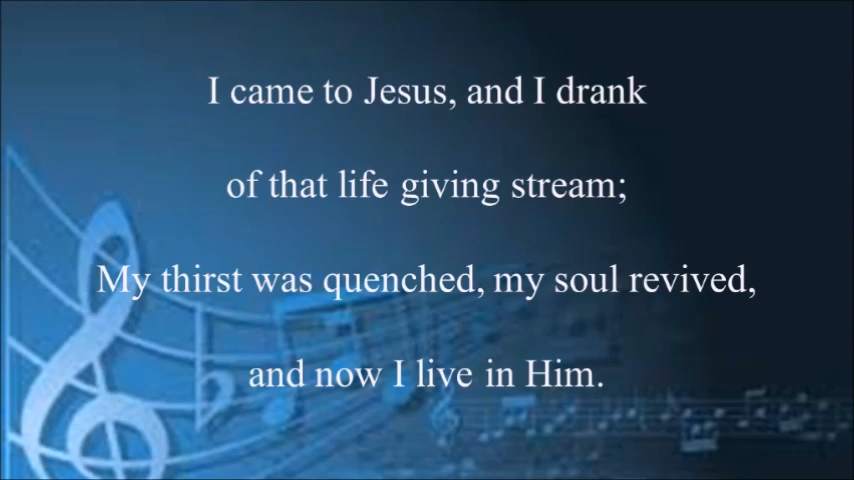 I came to Jesus, and I drank
of that life giving stream;
My thirst was quenched, my soul revived,
and now I live in Him.